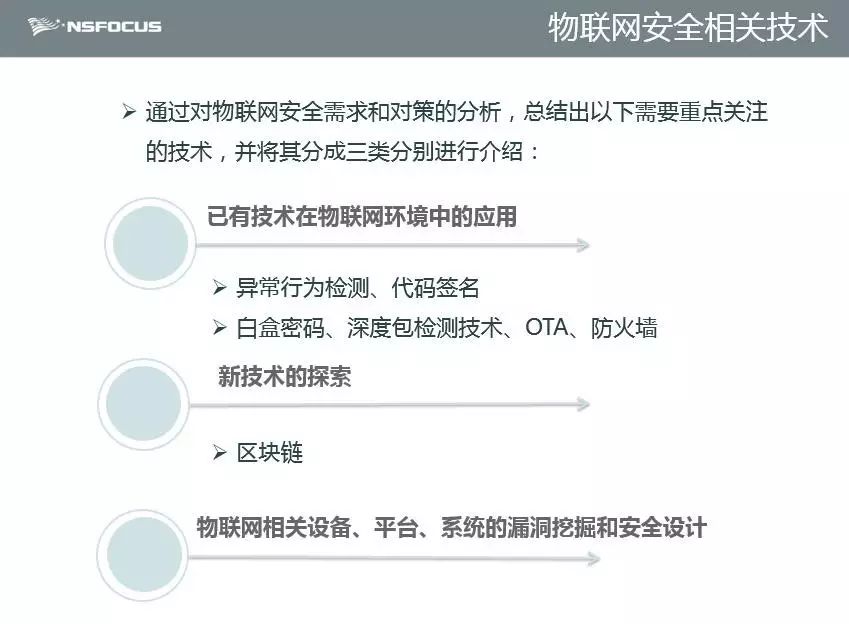 NSFOCUS
物联网安全相关技术
通过对物联网安全需求和对策的分析，总结出以下需要重点关注
的技术，并将其分成三类分别进行介绍：
已有技术在物联网环境中的应用
异常行为检测、代码签名
白盒密码、深度包检测技术、OTA、防火墙
新技术的探索
区块链
物联网相关设备、平台、系统的漏洞挖掘和安全设计